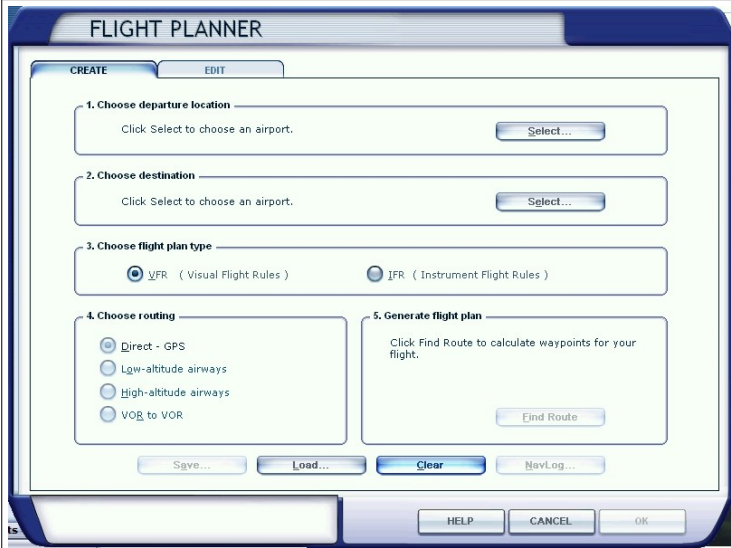 FLIGHT PLANNER
CREATE
EDIT
1. Choose departure location
Click Select to choose an airport.
Select...
2. Choose destination
Click Select to choose an airport.
Select...
3. Choose flight plan type
VFR ( Visual Flight Rules )
IFR ( Instrument Flight Rules )
4. Choose routing
Direct - GPS
Low-altitude airways
High-altitude airways
VOR to VOR
5. Generate flight plan
Click Find Route to calculate waypoints for your
flight.
Find Route
Save...
Load...
Clear
NavLog...
ts
HELP
CANCEL
OK